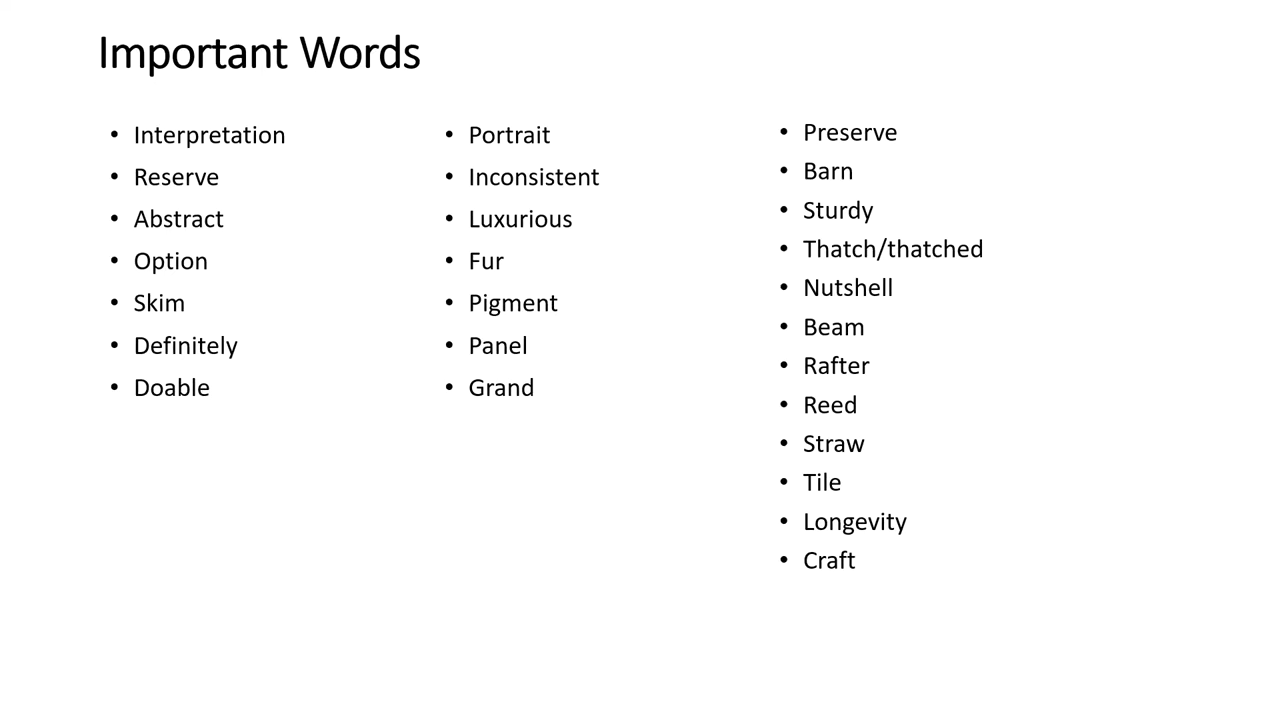 Important Words
• Interpretation
• Reserve
• Abstract
• Option
• Skim
• Definitely
• Doable
• Portrait
• Inconsistent
• Luxurious
• Fur
• Pigment
• Panel
• Grand
• Preserve
• Barn
• Sturdy
• Thatch/thatched
• Nutshell
• Beam
• Rafter
• Reed
• Straw
• Tile
• Longevity
• Craft